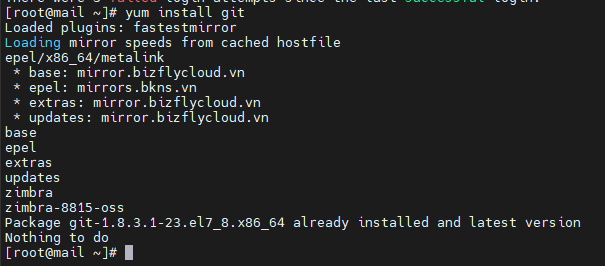 [root@mail ~]# yum install git
Loaded plugins: fastestmirror
Loading mirror speeds from cached hostfile
epel/x86_64/metalink
 * base: mirror.bizflycloud.vn
 * epel: mirrors.bkns.vn
 * extras: mirror.bizflycloud.vn
 * updates: mirror.bizflycloud.vn
base
epel
extras
updates
zimbra
zimbra-8815-oss
Package git-1.8.3.1-23.el7_8.x86_64 already installed and latest version
Nothing to do
[root@mail ~]#